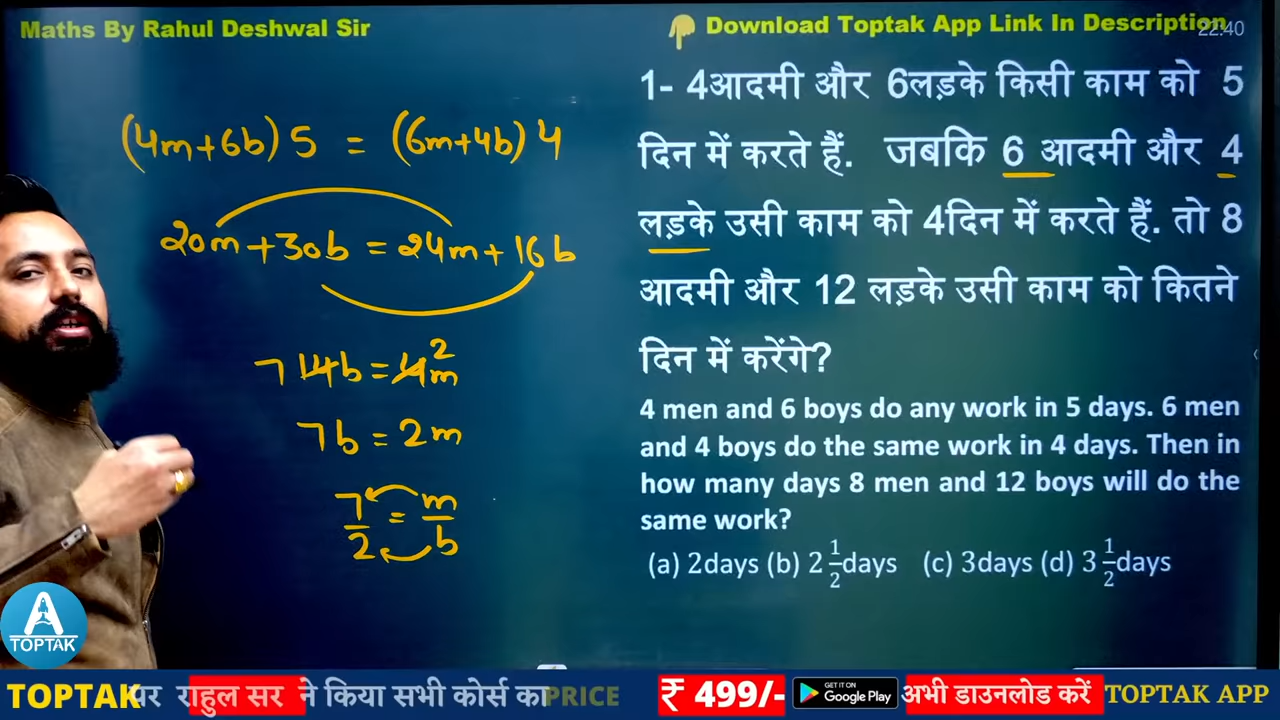 Maths By Rahul Deshwal Sir
Download Toptak App Link In Description
22:40
(4m+6b) 5 = (6m+4b) 4
20m+30b = 24m+16b
7 14b = 4m 2
7b = 2m
7/2 = m/b
1- 4आदमी और 6लड़के किसी काम को 5
दिन में करते हैं. जबकि 6 आदमी और 4
लड़के उसी काम को 4दिन में करते हैं. तो 8
आदमी और 12 लड़के उसी काम को कितने
दिन में करेंगे?
4 men and 6 boys do any work in 5 days. 6 men
and 4 boys do the same work in 4 days. Then in
how many days 8 men and 12 boys will do the
same work?
(a) 2days (b) 2 1/2 days (c) 3days (d) 3 1/2 days
A
TOPTAK
TOPTAK पर राहुल सर ने किया सभी कोर्स का PRICE ₹ 499/- GET IT ON Google Play अभी डाउनलोड करें TOPTAK APP